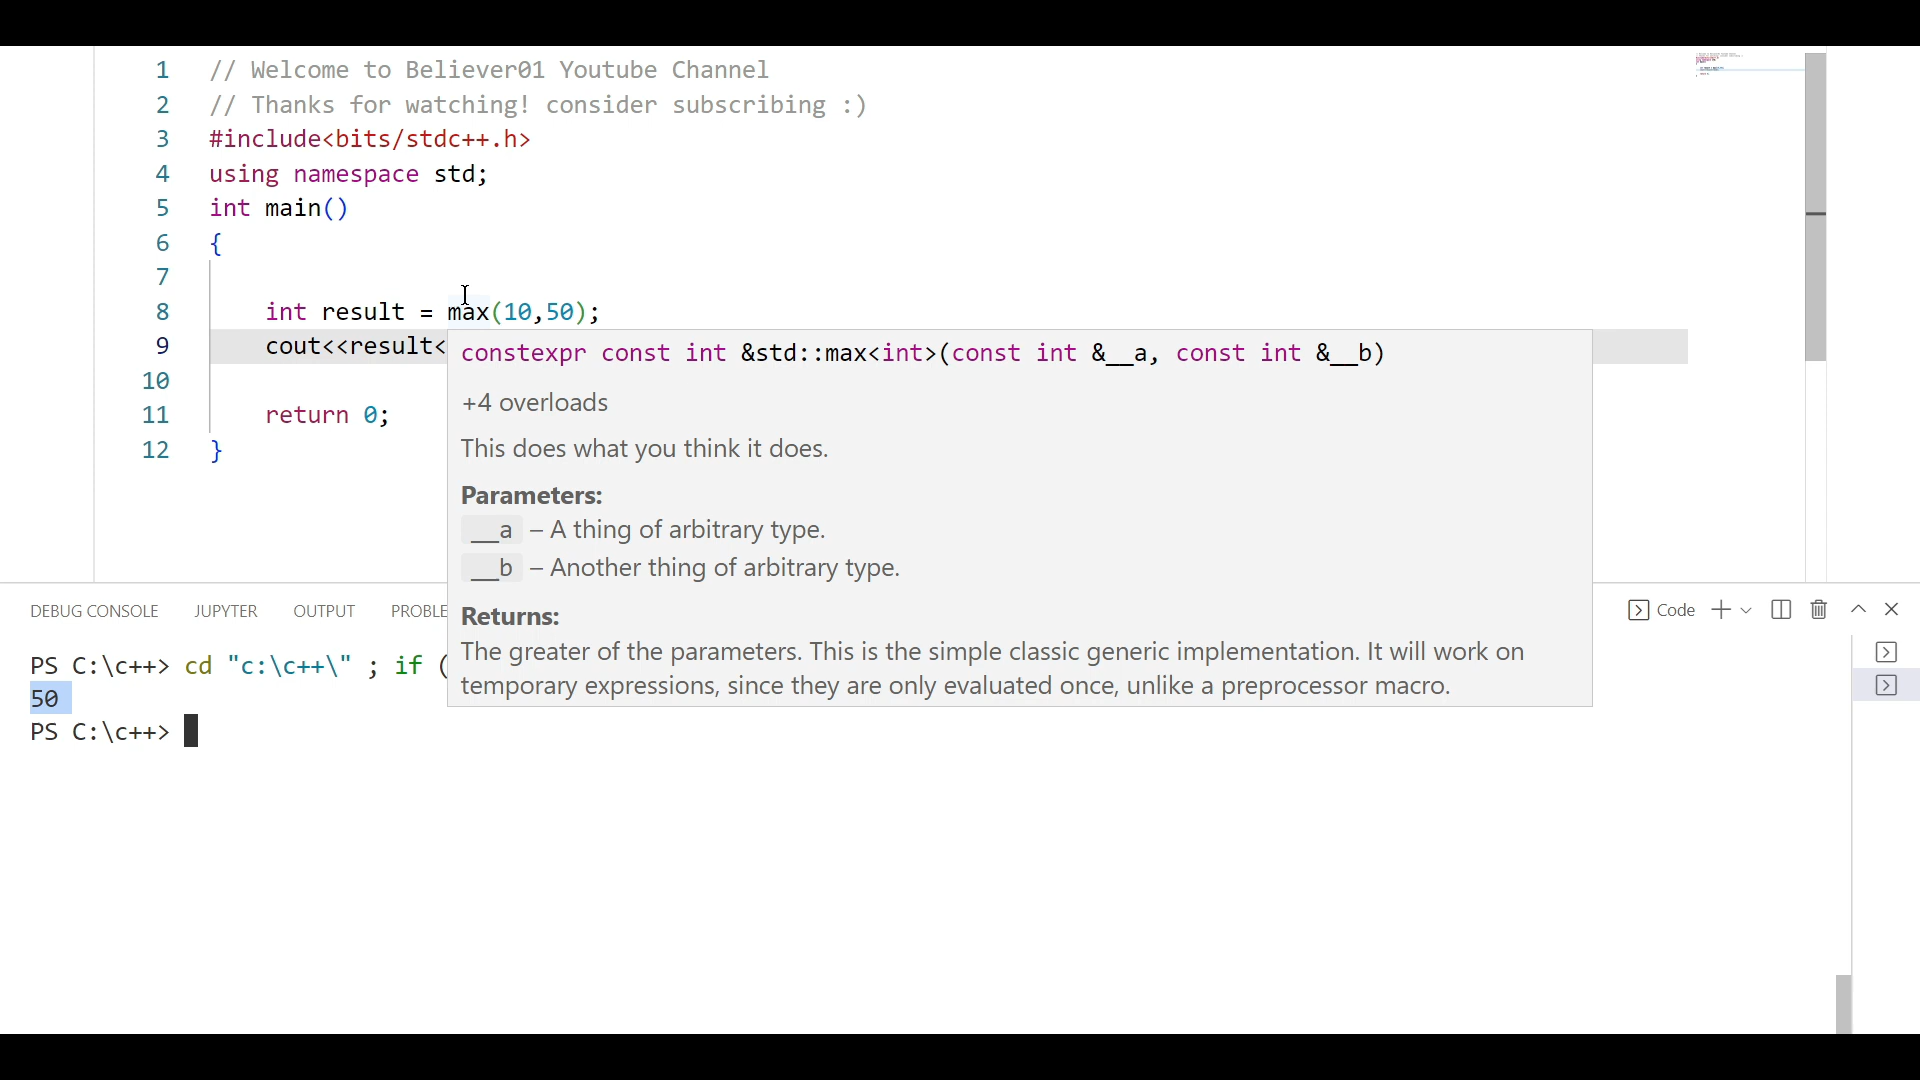 1 // Welcome to Believer01 Youtube Channel
2 // Thanks for watching! consider subscribing :)
3 #include<bits/stdc++.h>
4 using namespace std;
5 int main()
6 {
7
8 int result = max(10,50);
9 cout<<result<
10
11 return 0;
12 }
constexpr const int &std::max<int>(const int &__a, const int &__b)
+4 overloads
This does what you think it does.
Parameters:
__a – A thing of arbitrary type.
__b – Another thing of arbitrary type.
Returns:
The greater of the parameters. This is the simple classic generic implementation. It will work on
temporary expressions, since they are only evaluated once, unlike a preprocessor macro.
DEBUG CONSOLE JUPYTER OUTPUT PROBLE
Code
PS C:\c++> cd "c:\c++\" ; if (
50
PS C:\c++>